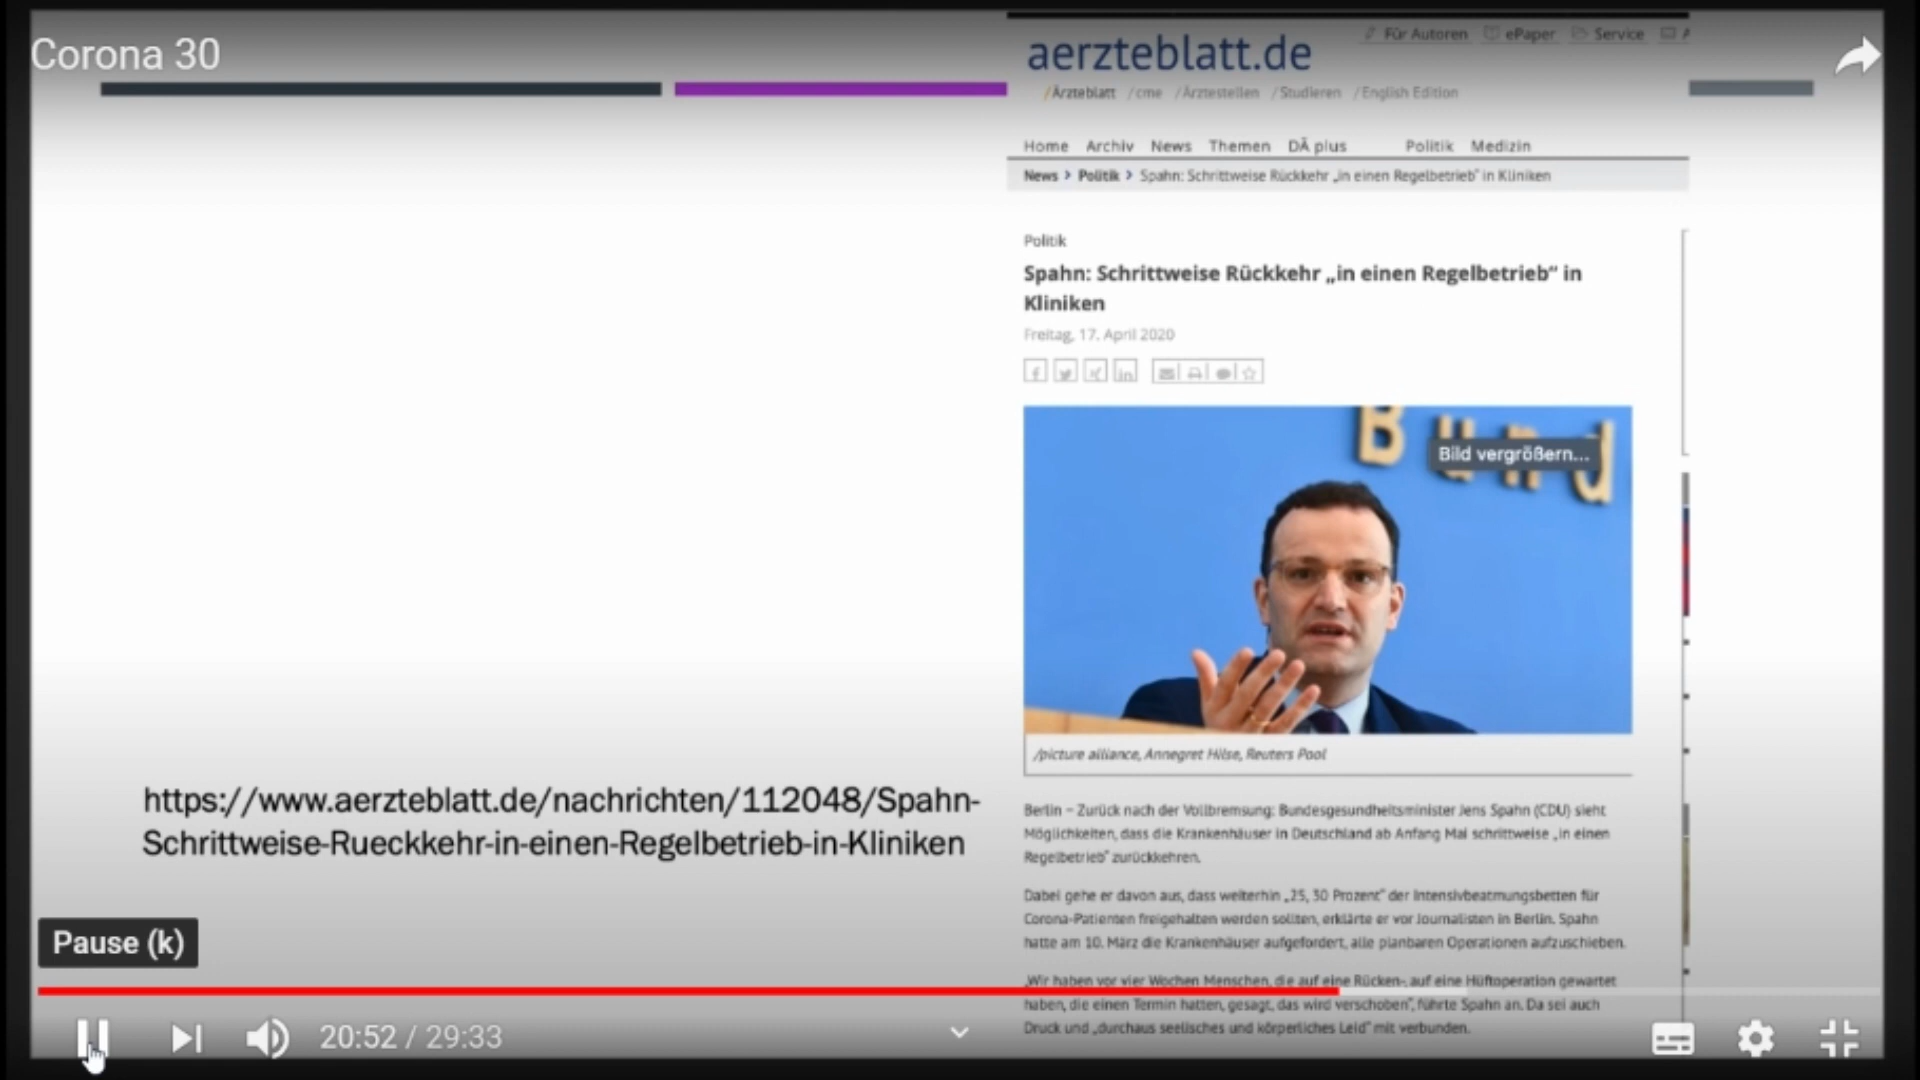 Corona 30
aerzteblatt.de
Für Autoren ePaper Service A
/Ärzteblatt /cme /Ärztestellen /Studieren /English Edition
Home Archiv News Themen DÄ plus Politik Medizin
News > Politik > Spahn: Schrittweise Rückkehr „in einen Regelbetrieb“ in Kliniken
Politik
Spahn: Schrittweise Rückkehr „in einen Regelbetrieb“ in
Kliniken
Freitag, 17. April 2020
Bund
Bild vergrößern...
/picture alliance, Annegret Hilse, Reuters Pool
Berlin – Zurück nach der Vollbremsung: Bundesgesundheitsminister Jens Spahn (CDU) sieht
Möglichkeiten, dass die Krankenhäuser in Deutschland ab Anfang Mai schrittweise „in einen
Regelbetrieb“ zurückkehren.
Dabei gehe er davon aus, dass weiterhin „25, 30 Prozent“ der Intensivbeatmungsbetten für
Corona-Patienten freigehalten werden sollten, erklärte er vor Journalisten in Berlin. Spahn
hatte am 10. März die Krankenhäuser aufgefordert, alle planbaren Operationen aufzuschieben.
„Wir haben vor vier Wochen Menschen, die auf eine Rücken-, auf eine Hüftoperation gewartet
haben, die einen Termin hatten, gesagt, das wird verschoben“, führte Spahn an. Da sei auch
Druck und „durchaus seelisches und körperliches Leid“ mit verbunden.
https://www.aerzteblatt.de/nachrichten/112048/Spahn-
Schrittweise-Rueckkehr-in-einen-Regelbetrieb-in-Kliniken
Pause (k)
20:52 / 29:33